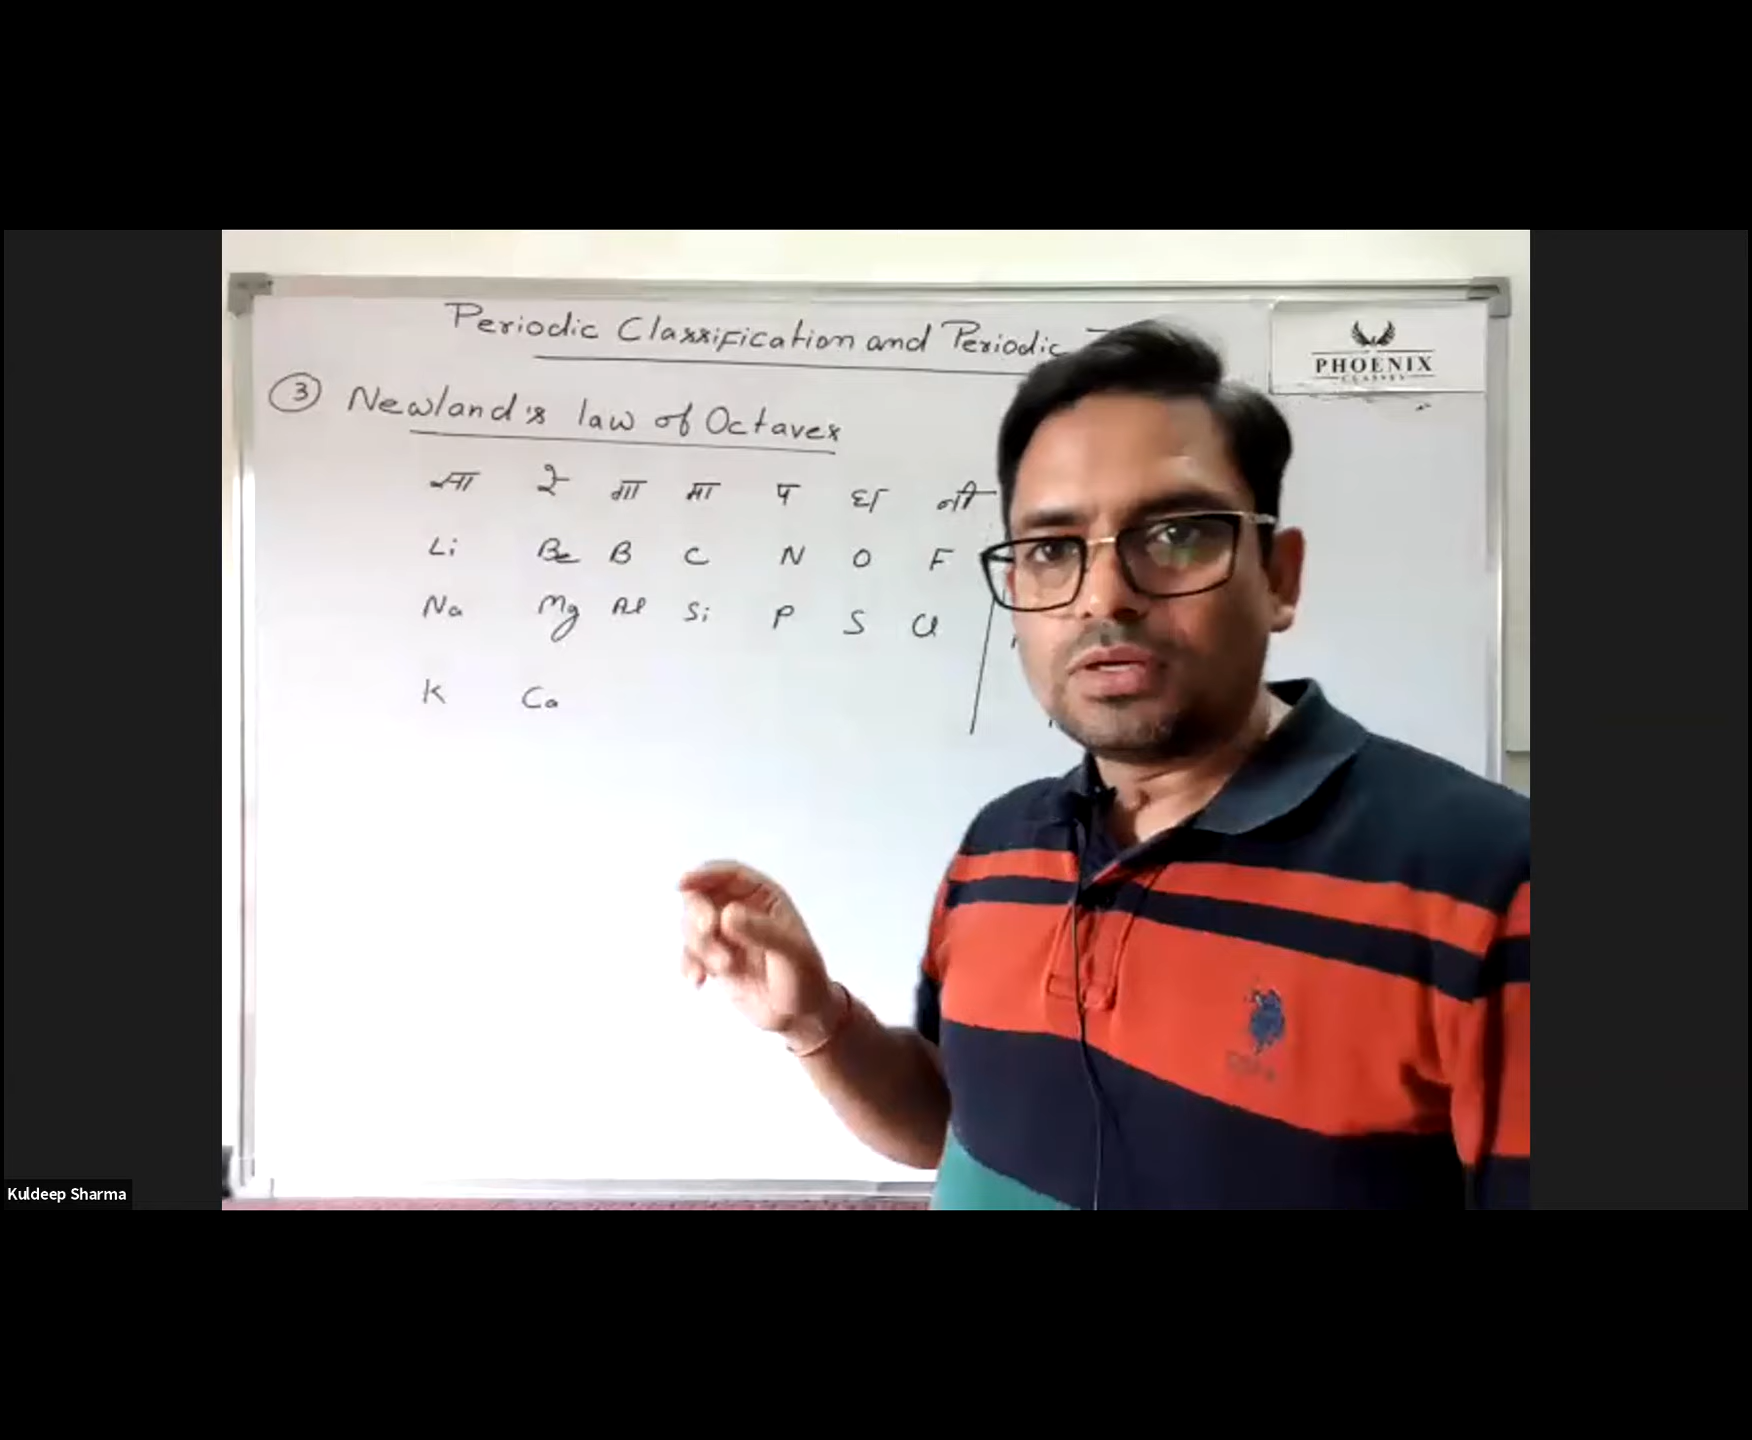 Periodic Classification and Periodic
PHOENIX
CLASSES
3 Newland's law of Octaves
सा रे गा मा प धा नी
Li Be B C N O F
Na Mg Al Si P S Cl
K Ca
Kuldeep Sharma